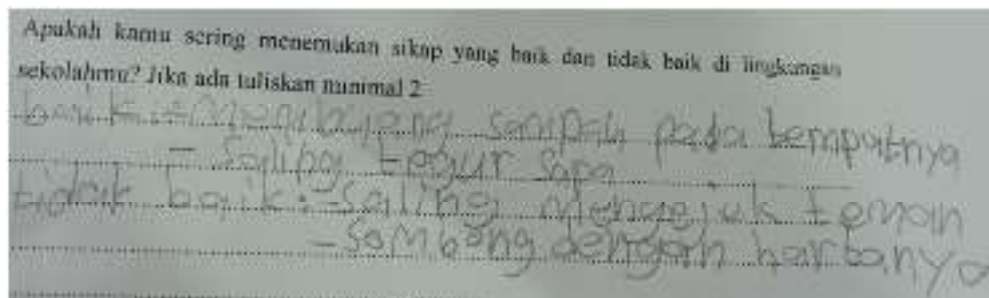 Apakah kamu sering menemukan sikap yang baik dan tidak baik di lingkungan
sekolahmu? Jika ada tuliskan minimal 2
baik : - Membuang sampah pada tempatnya
- Saling tegur sapa
tidak baik : - saling mengejek teman
- sombong dengan hartanya